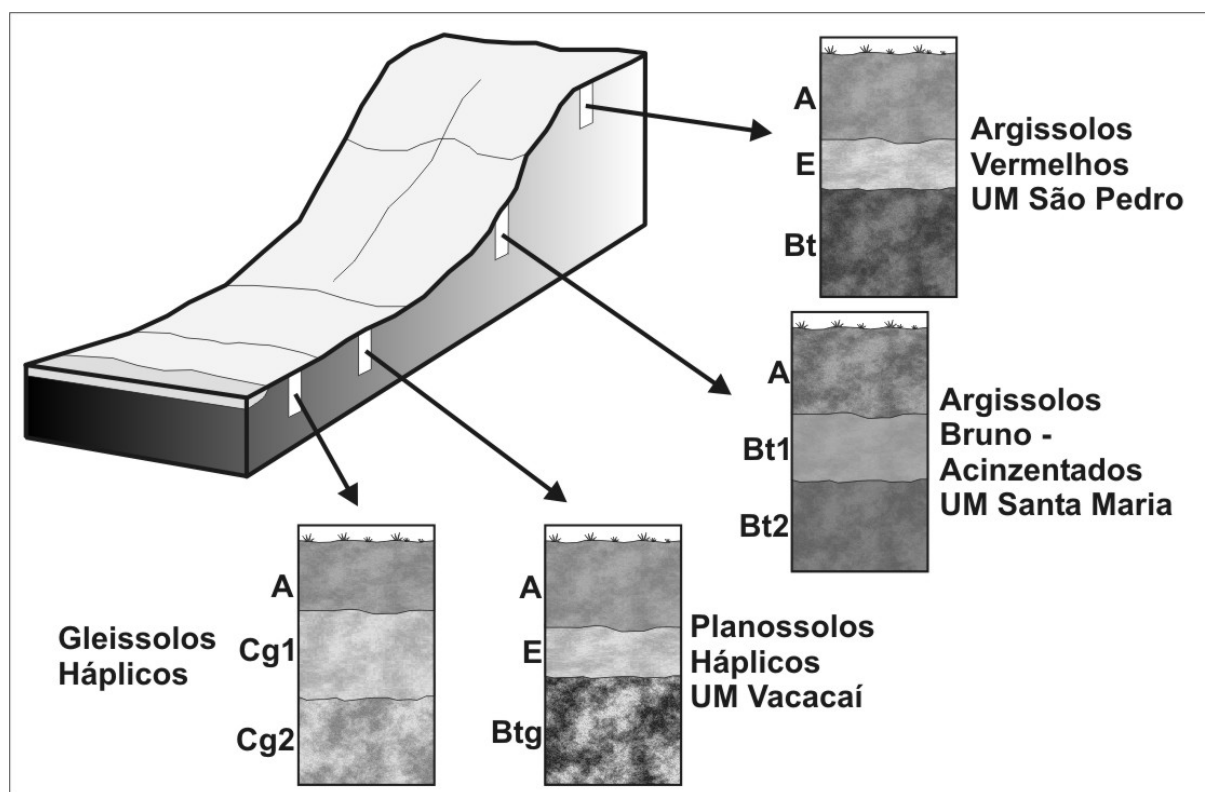 A
E
Bt
Argissolos
Vermelhos
UM São Pedro
A
Bt1
Bt2
Argissolos
Bruno -
Acinzentados
UM Santa Maria
Gleissolos
Háplicos
A
Cg1
Cg2
A
E
Btg
Planossolos
Háplicos
UM Vacacaí